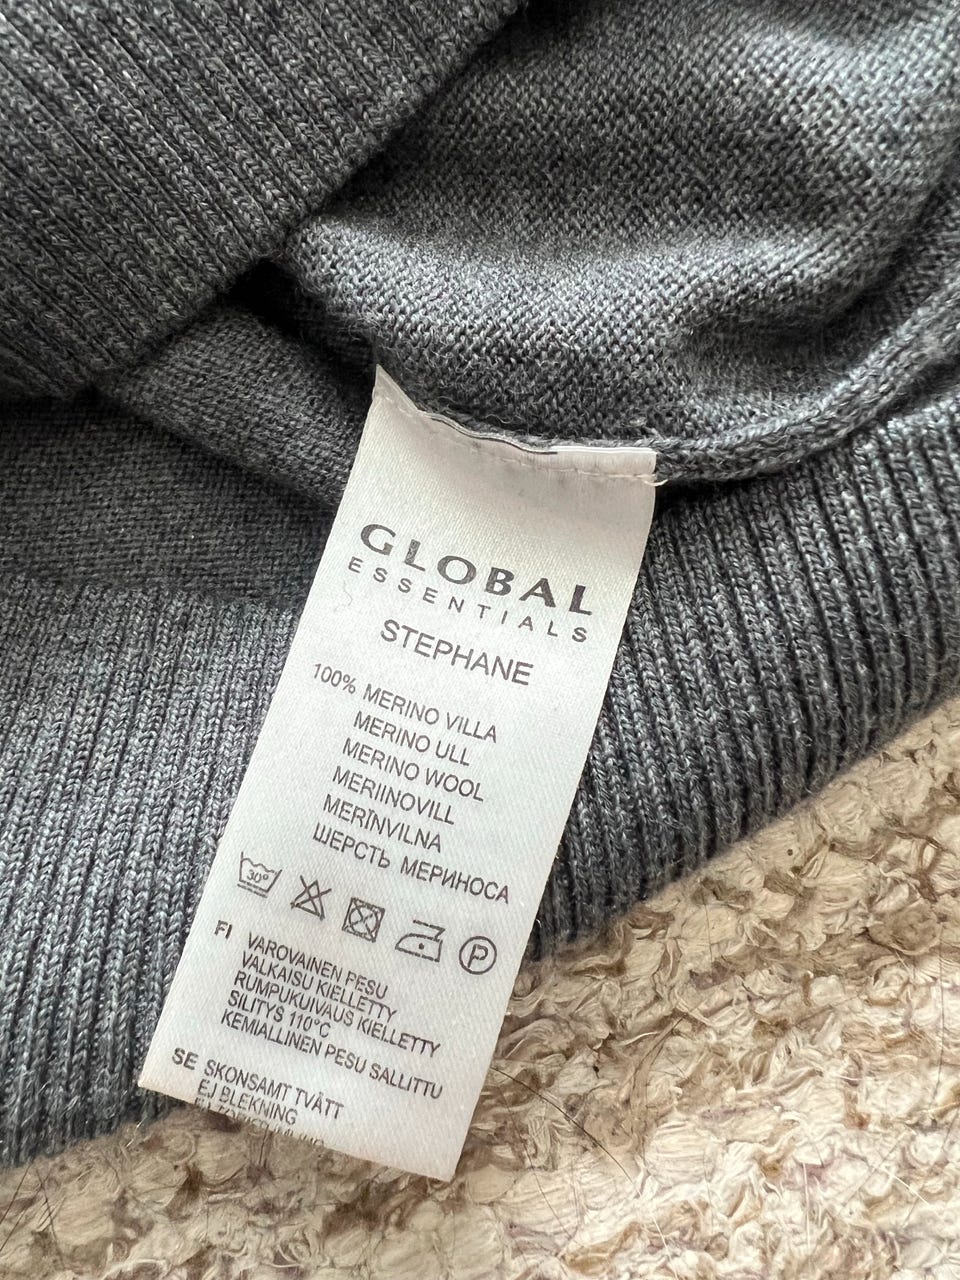 GLOBAL
ESSENTIALS
STEPHANE
100% MERINO VILLA
MERINO ULL
MERINO WOOL
MERIINOVILL
MERĪNVILNA
ШЕРСТЬ МЕРИНОСА
30° P
FI VAROVAINEN PESU
VALKAISU KIELLETTY
RUMPUKUIVAUS KIELLETTY
SILITYS 110°C
KEMIALLINEN PESU SALLITTU
SE SKONSAMT TVÄTT
EJ BLEKNING